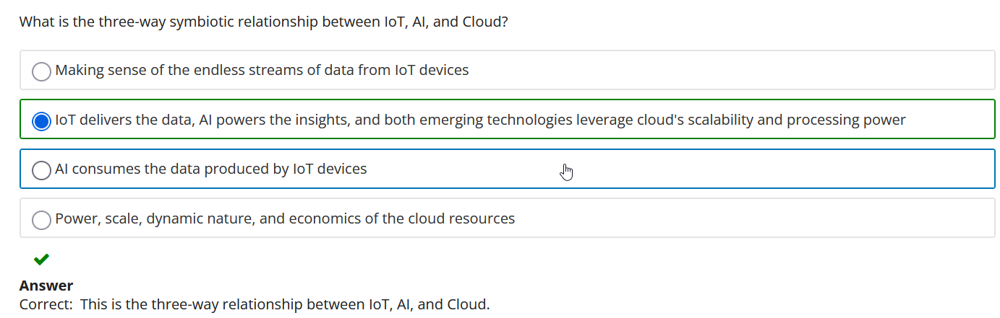 What is the three-way symbiotic relationship between IoT, AI, and Cloud?
Making sense of the endless streams of data from IoT devices
IoT delivers the data, AI powers the insights, and both emerging technologies leverage cloud's scalability and processing power
AI consumes the data produced by IoT devices
Power, scale, dynamic nature, and economics of the cloud resources
Answer
Correct: This is the three-way relationship between IoT, AI, and Cloud.